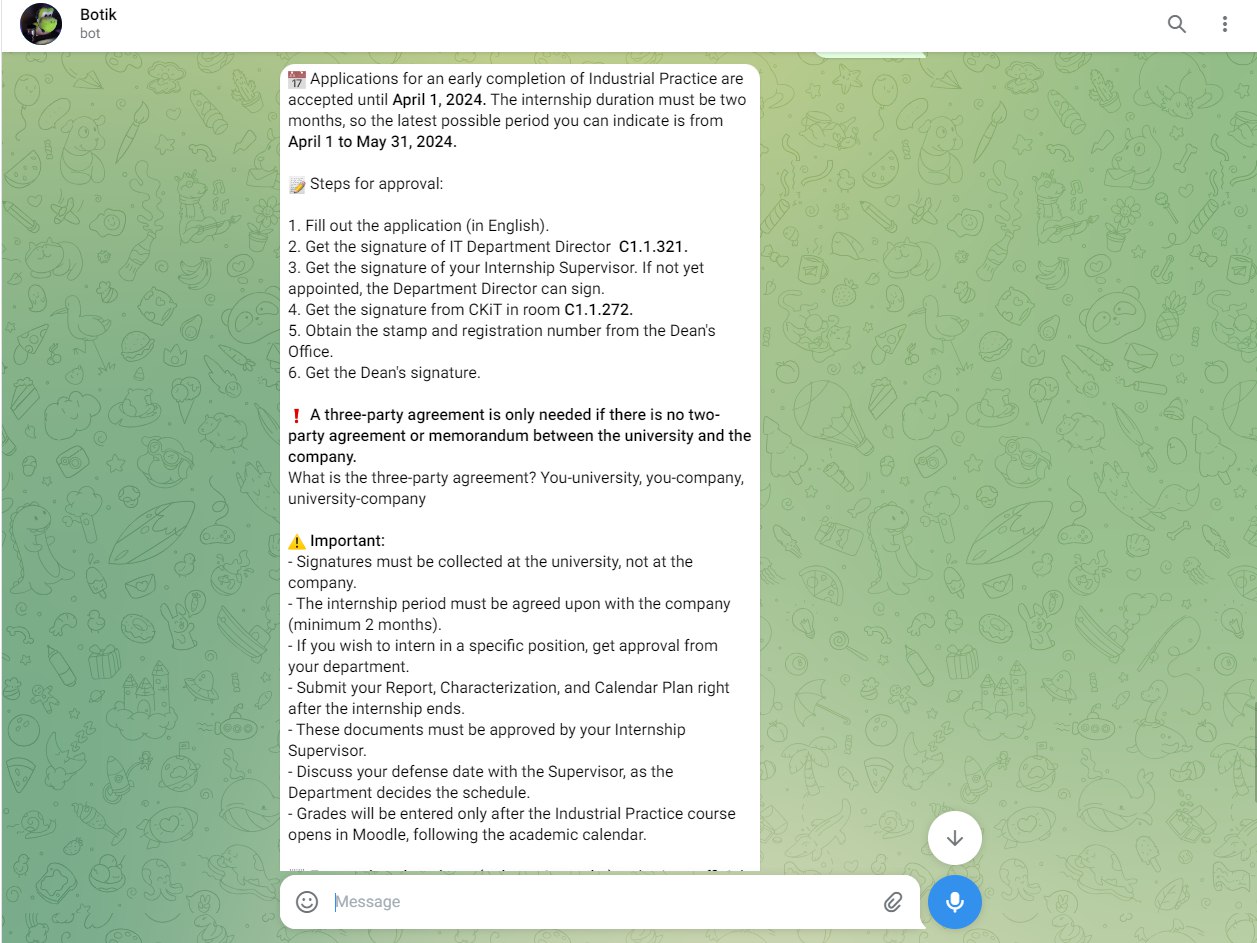 Botik
bot
17 Applications for an early completion of Industrial Practice are
accepted until April 1, 2024. The internship duration must be two
months, so the latest possible period you can indicate is from
April 1 to May 31, 2024.
Steps for approval:
1. Fill out the application (in English).
2. Get the signature of IT Department Director  C1.1.321.
3. Get the signature of your Internship Supervisor. If not yet
appointed, the Department Director can sign.
4. Get the signature from CKiT in room C1.1.272.
5. Obtain the stamp and registration number from the Dean's
Office.
6. Get the Dean's signature.
❗ A three-party agreement is only needed if there is no two-
party agreement or memorandum between the university and the
company.
What is the three-party agreement? You-university, you-company,
university-company
⚠️ Important:
- Signatures must be collected at the university, not at the
company.
- The internship period must be agreed upon with the company
(minimum 2 months).
- If you wish to intern in a specific position, get approval from
your department.
- Submit your Report, Characterization, and Calendar Plan right
after the internship ends.
- These documents must be approved by your Internship
Supervisor.
- Discuss your defense date with the Supervisor, as the
Department decides the schedule.
- Grades will be entered only after the Industrial Practice course
opens in Moodle, following the academic calendar.
Message